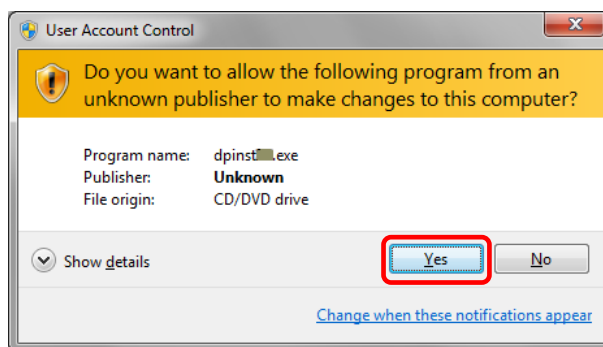 User Account Control
Do you want to allow the following program from an
unknown publisher to make changes to this computer?
Program name: dpinst .exe
Publisher: Unknown
File origin: CD/DVD drive
Show details Yes No
Change when these notifications appear